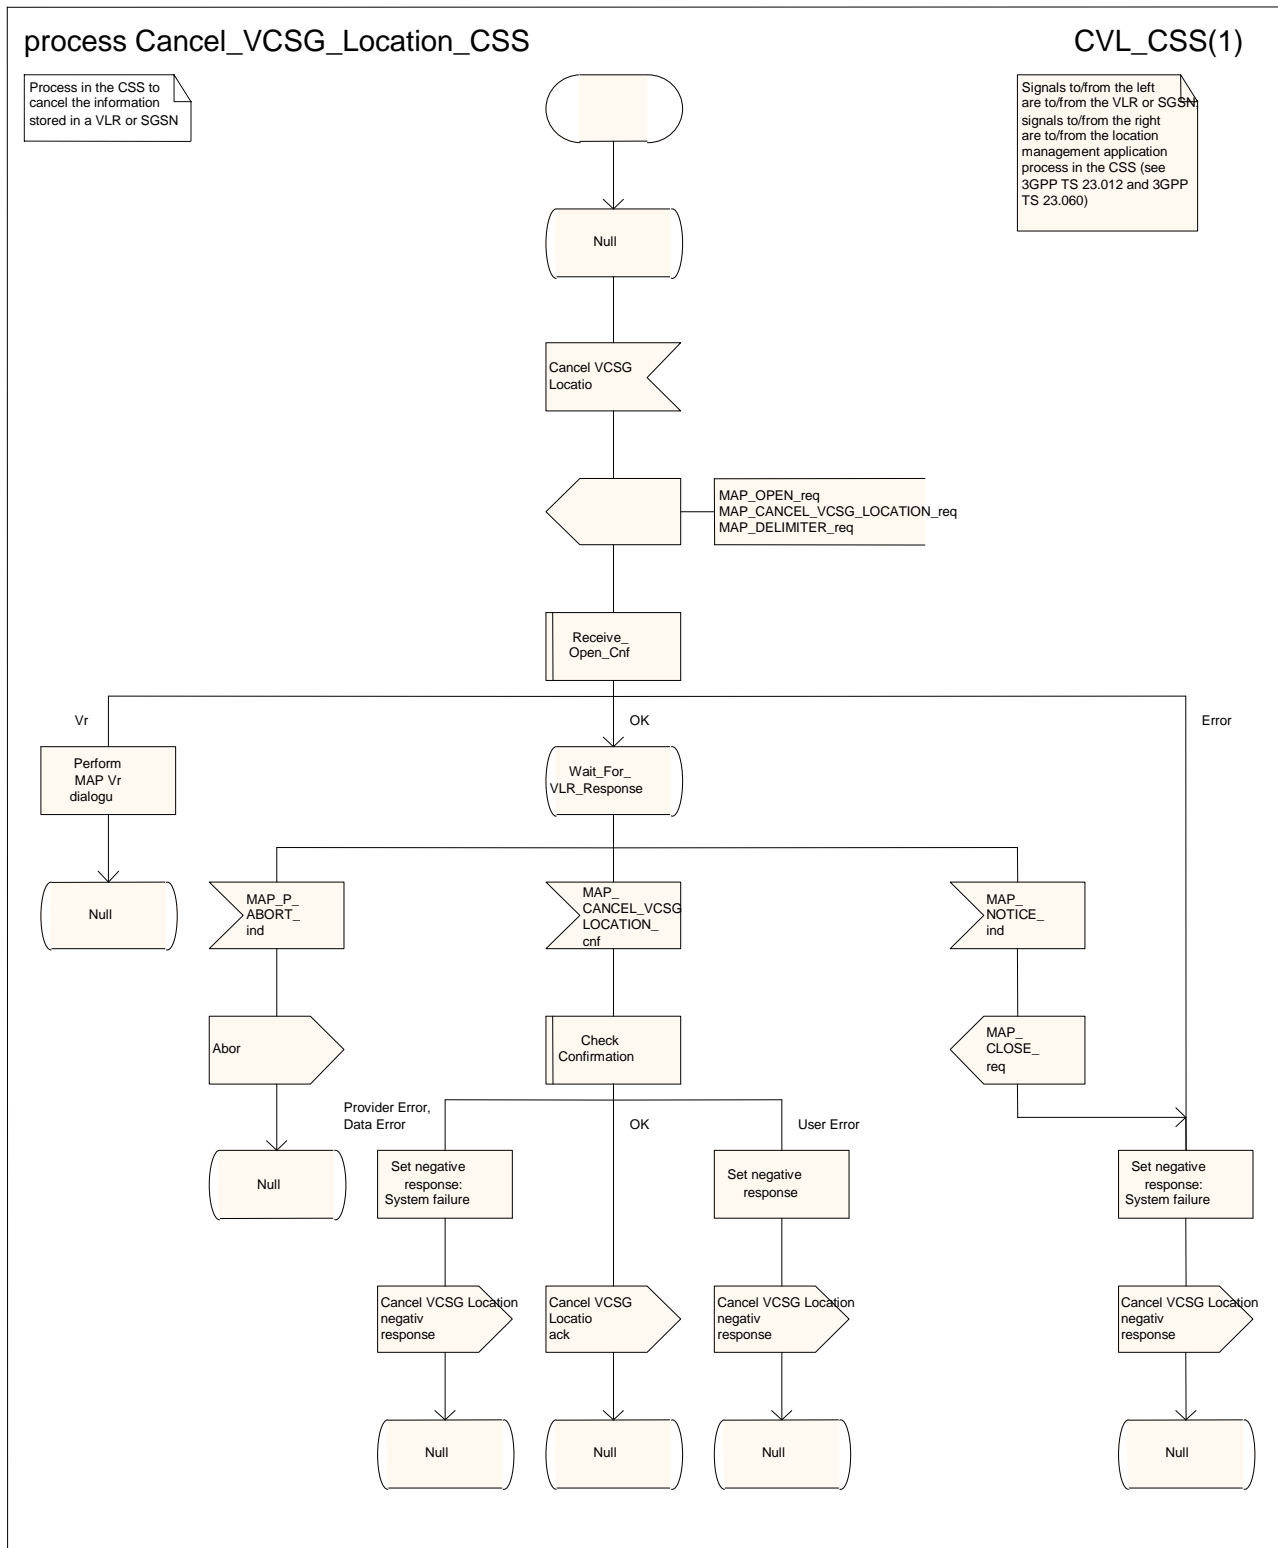 process Cancel_VCSG_Location_CSS
CVL_CSS(1)
Process in the CSS to
cancel the information
stored in a VLR or SGSN
Signals to/from the left
are to/from the VLR or SGSN;
signals to/from the right
are to/from the location
management application
process in the CSS (see
3GPP TS 23.012 and 3GPP
TS 23.060)
Null
Cancel VCSG
Locatio
MAP_OPEN_req
MAP_CANCEL_VCSG_LOCATION_req
MAP_DELIMITER_req
Receive_
Open_Cnf
Vr
OK
Error
Perform
MAP Vr
dialogu
Wait_For_
VLR_Response
Null
MAP_P_
ABORT_
ind
MAP_
CANCEL_VCSG
LOCATION_
cnf
MAP_
NOTICE_
ind
Abor
Check
Confirmation
MAP_
CLOSE_
req
Provider Error,
Data Error
OK
User Error
Null
Set negative
response:
System failure
Set negative
response
Set negative
response:
System failure
Cancel VCSG Location
negativ
response
Cancel VCSG
Locatio
ack
Cancel VCSG Location
negativ
response
Cancel VCSG Location
negativ
response
Null
Null
Null
Null